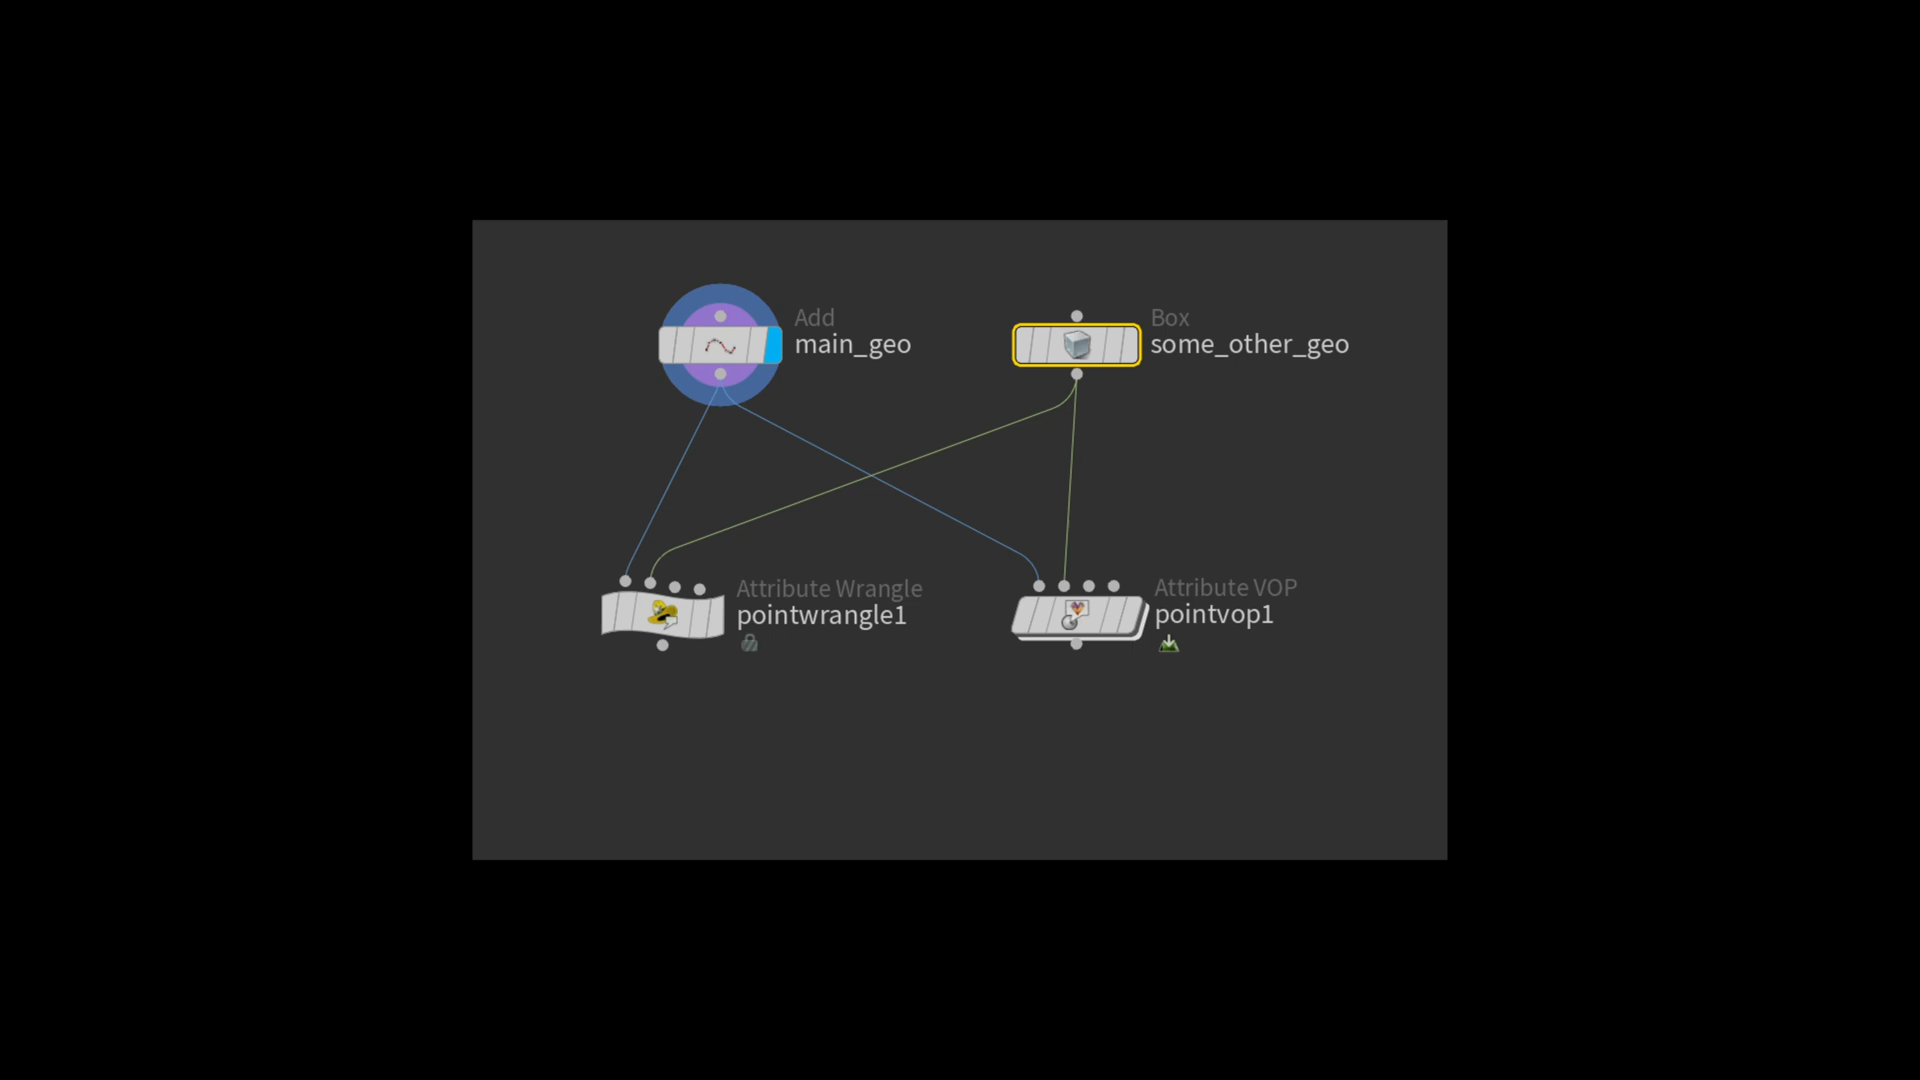 Add
main_geo
Box
some_other_geo
Attribute Wrangle
pointwrangle1
Attribute VOP
pointvop1